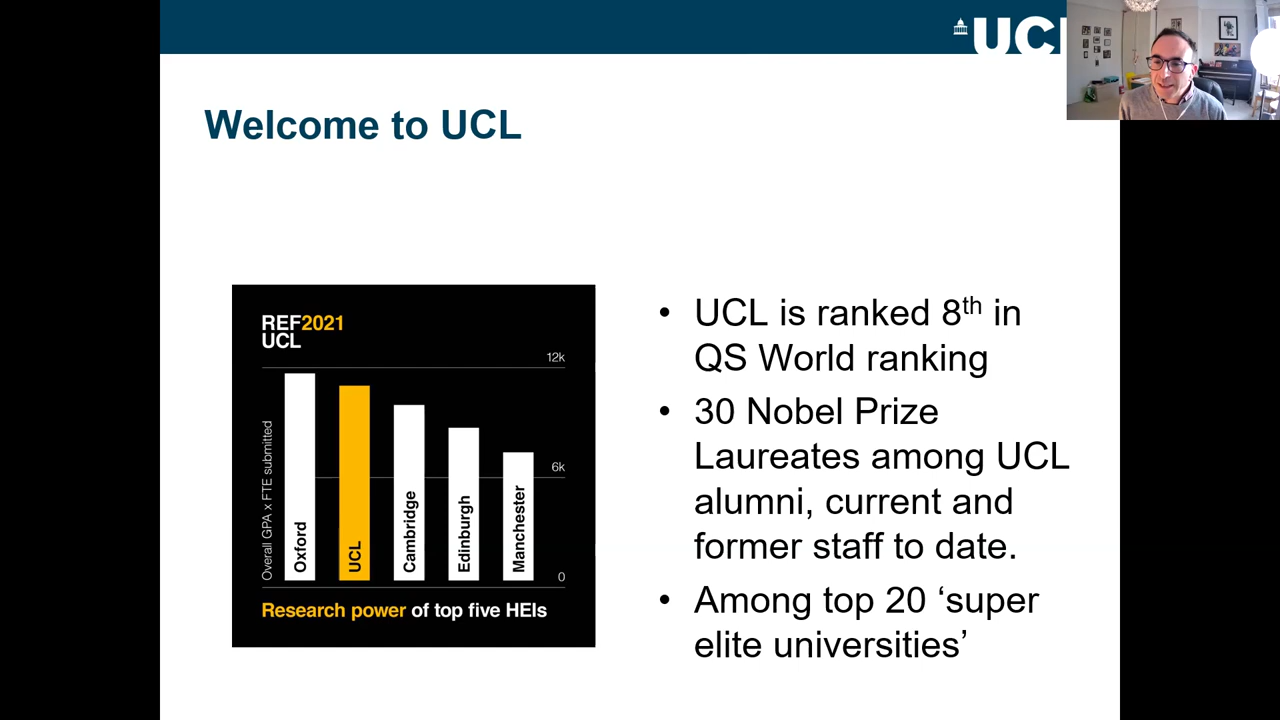 UCL
Welcome to UCL
REF2021
UCL
12k
6k
0
Overall GPA x FTE submitted
Oxford
UCL
Cambridge
Edinburgh
Manchester
Research power of top five HEIs
• UCL is ranked 8th in
QS World ranking
• 30 Nobel Prize
Laureates among UCL
alumni, current and
former staff to date.
• Among top 20 ‘super
elite universities’